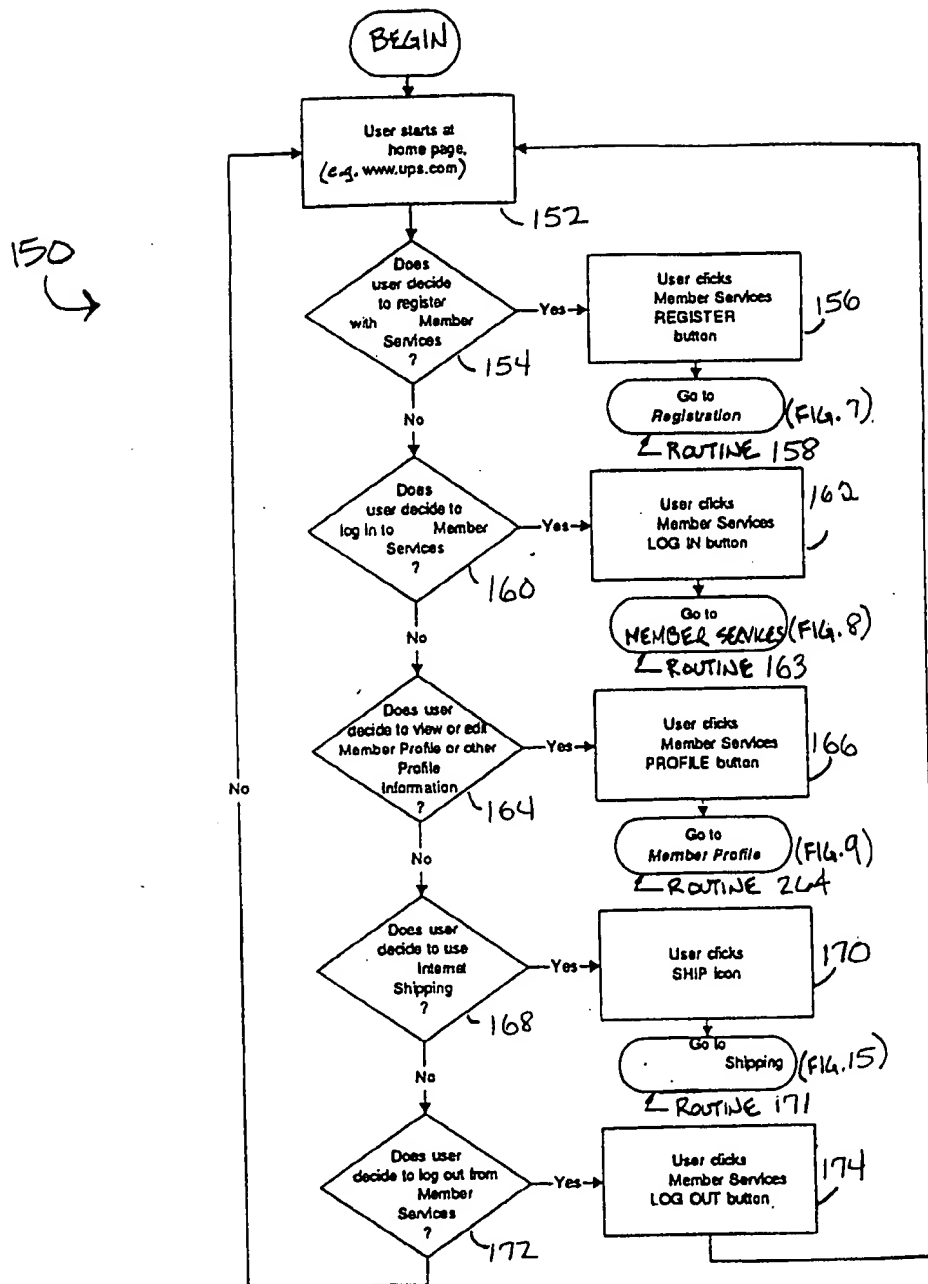 BEGIN
User starts at
home page,
(e.g. www.ups.com)
152
150
Does
user decide
to register
with Member
Services
?
154
Yes
User clicks
Member Services
REGISTER
button
156
Go to
Registration
(FIG. 7)
ROUTINE 158
No
Does
user decide to
log in to Member
Services
?
160
Yes
User clicks
Member Services
LOG IN button
162
Go to
MEMBER SERVICES
(FIG. 8)
ROUTINE 163
No
Does user
decide to view or edit
Member Profile or other
Profile
Information
?
164
Yes
User clicks
Member Services
PROFILE button
166
Go to
Member Profile
(FIG. 9)
ROUTINE 264
No
No
Does user
decide to use
Internet
Shipping
?
168
Yes
User clicks
SHIP icon
170
Go to
Shipping
(FIG. 15)
ROUTINE 171
No
Does user
decide to log out from
Member
Services
?
172
Yes
User clicks
Member Services
LOG OUT button
174